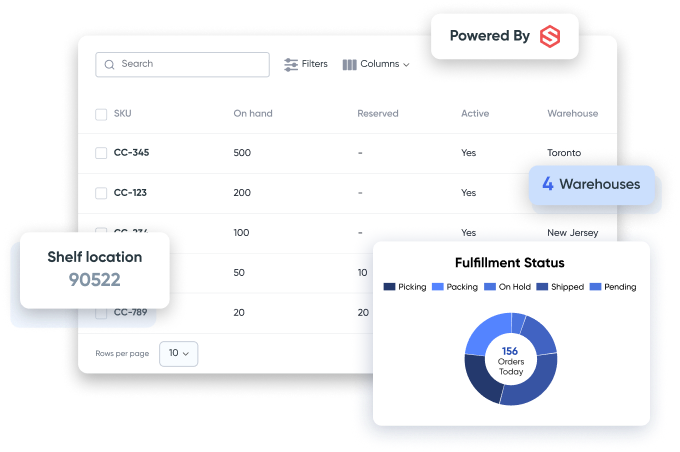 Powered By
Search
Filters
Columns
SKU On hand Reserved Active Warehouse
CC-345 500 - Yes Toronto
CC-123 200 - Yes
4 Warehouses
CC-234 100 - Yes New Jersey
Shelf location
90522
50 10
CC-789 20 20
Rows per page 10
Fulfillment Status
Picking Packing On Hold Shipped Pending
156
Orders
Today